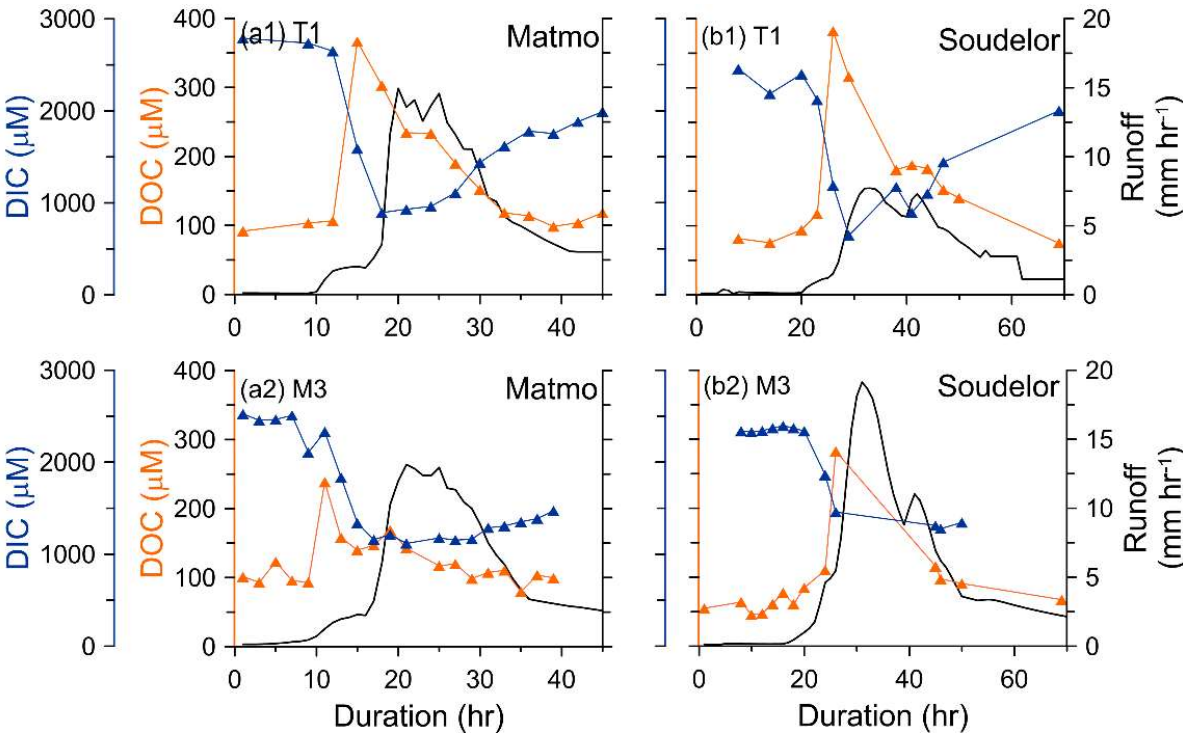 3000 400 (a1) T1 Matmo (b1) T1 Soudelor 20
300 15
2000
DIC (μM) DOC (μM) 200 10 Runoff
(mm hr⁻¹)
1000
100 5
0 0 0
0 10 20 30 40 0 20 40 60
3000 400 (a2) M3 Matmo (b2) M3 Soudelor 20
300 15
2000
DIC (μM) DOC (μM) 200 10 Runoff
(mm hr⁻¹)
1000
100 5
0 0 0
0 10 20 30 40 0 20 40 60
Duration (hr) Duration (hr)